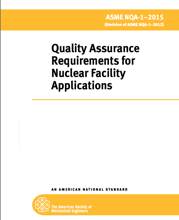 ASME NQA-1–2015
(Revision of ASME NQA-1–2012)
Quality Assurance
Requirements for
Nuclear Facility
Applications
AN AMERICAN NATIONAL STANDARD
The American Society of
Mechanical Engineers